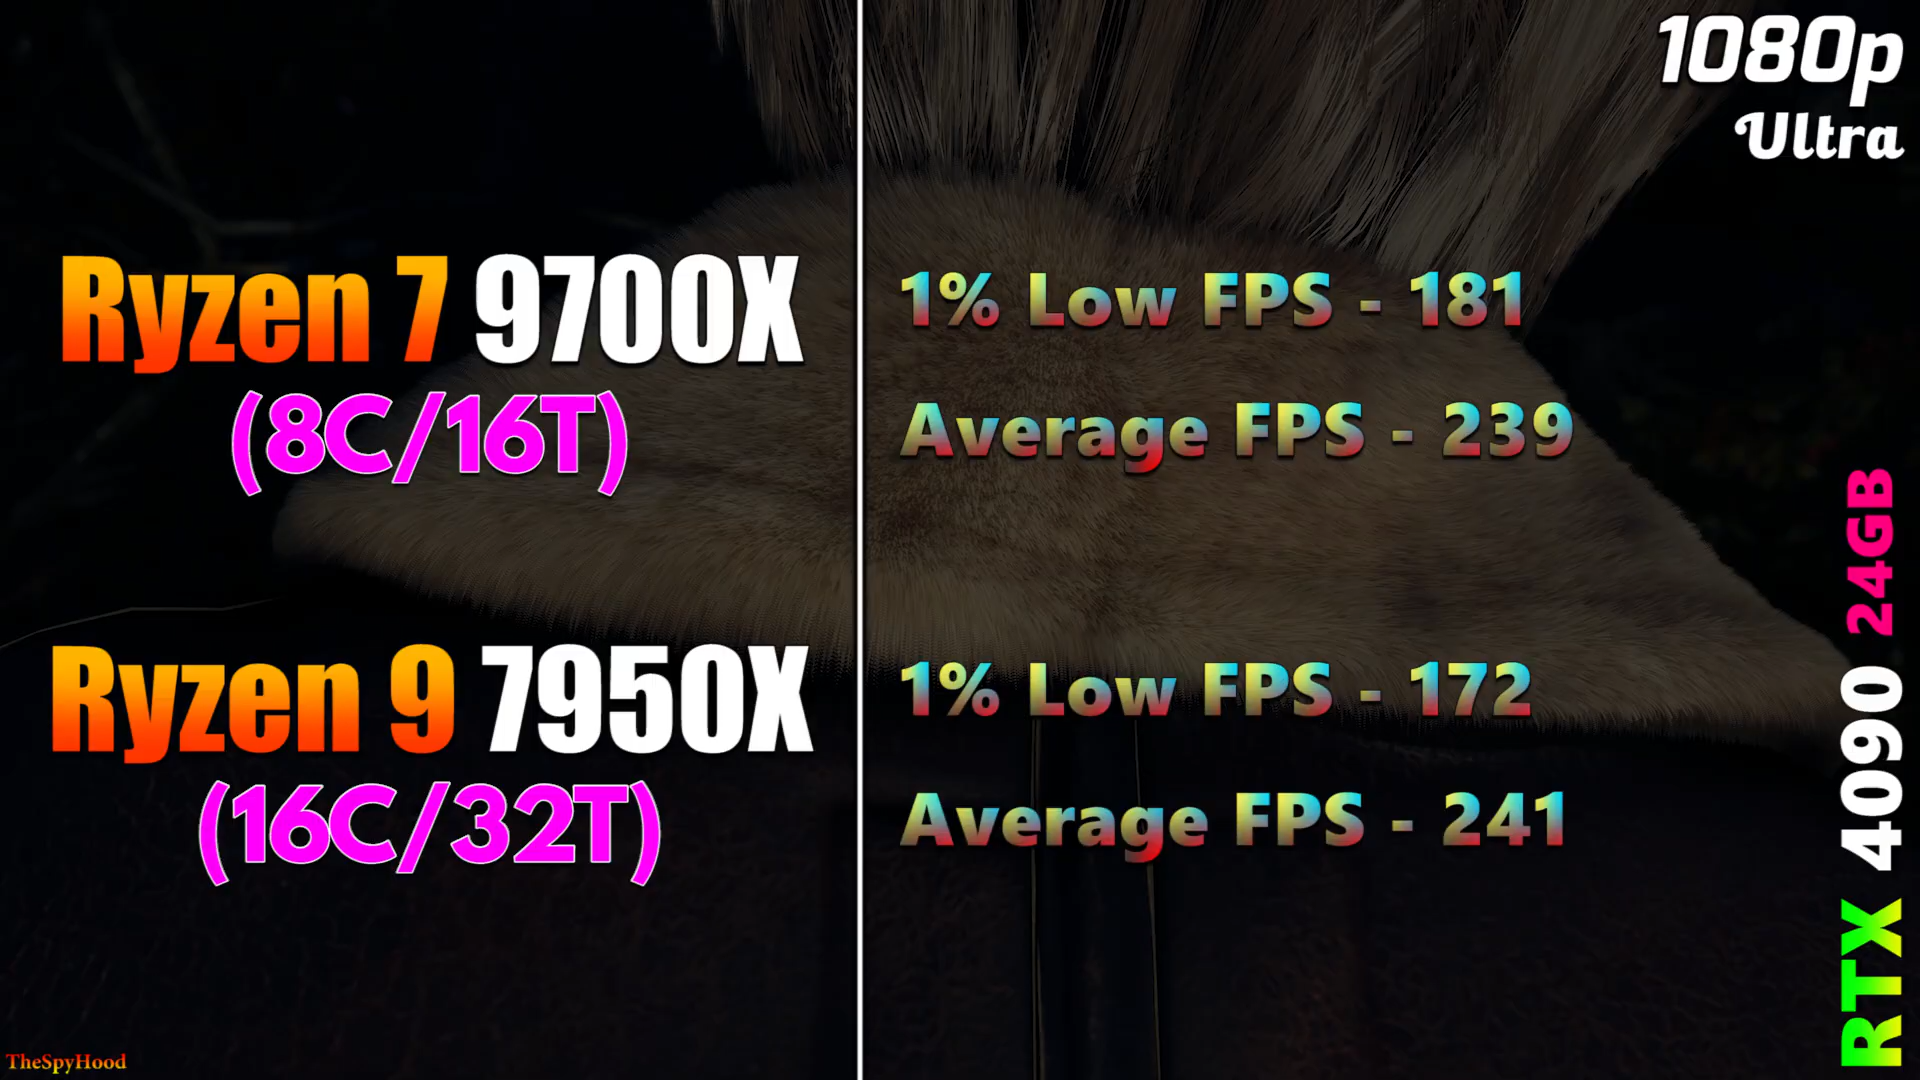 1080p
Ultra
Ryzen 7 9700X
(8C/16T)
1% Low FPS - 181
Average FPS - 239
Ryzen 9 7950X
(16C/32T)
1% Low FPS - 172
Average FPS - 241
RTX 4090 24GB
TheSpyHood